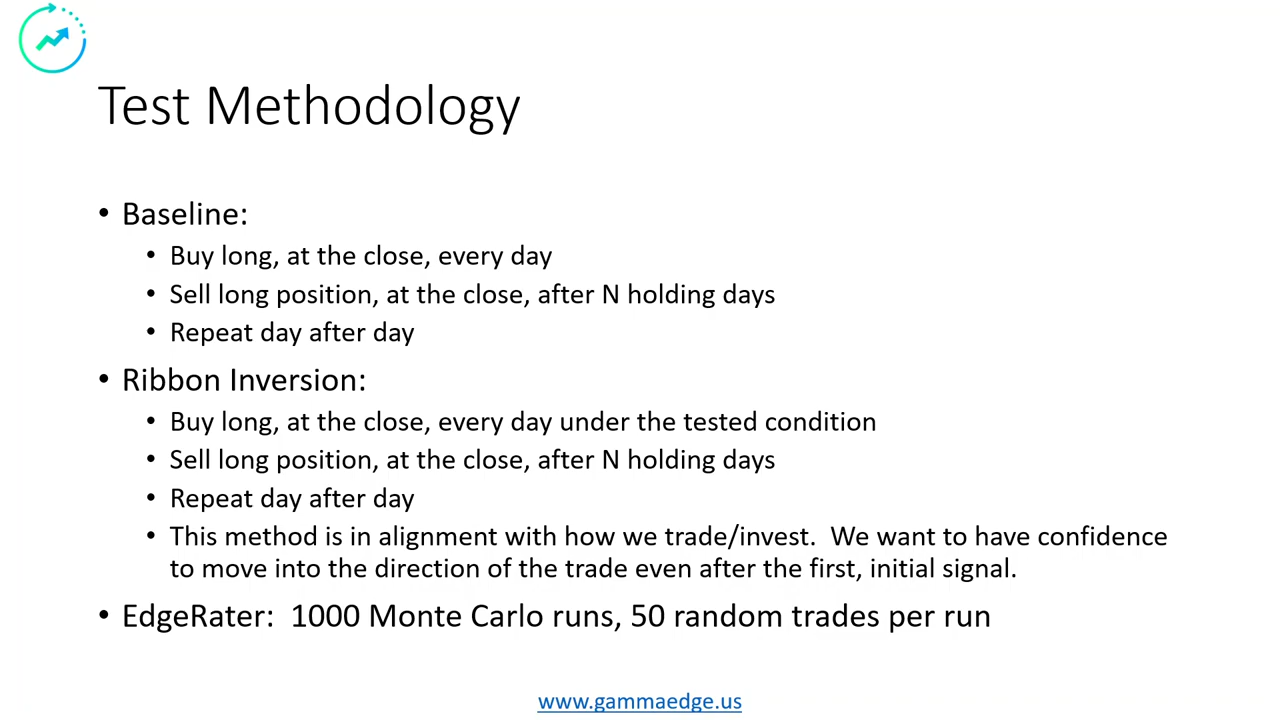 Test Methodology
• Baseline:
• Buy long, at the close, every day
• Sell long position, at the close, after N holding days
• Repeat day after day
• Ribbon Inversion:
• Buy long, at the close, every day under the tested condition
• Sell long position, at the close, after N holding days
• Repeat day after day
• This method is in alignment with how we trade/invest.  We want to have confidence
to move into the direction of the trade even after the first, initial signal.
• EdgeRater:  1000 Monte Carlo runs, 50 random trades per run
www.gammaedge.us